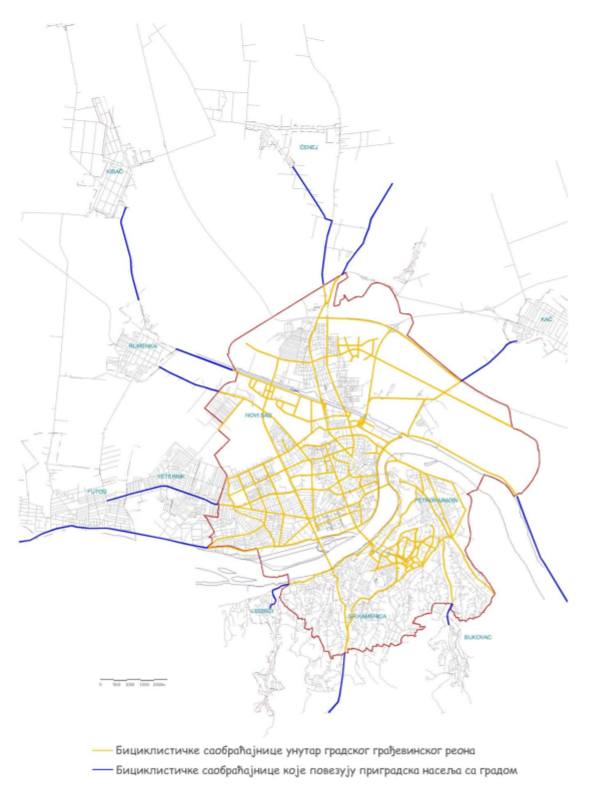 ČENEJ
KISAČ
KAĆ
RUMENKA
NOVI SAD
VETERNIK
FUTOG
PETROVARADIN
LEDINCI
SR.KAMENICA
BUKOVAC
0 500 1000 1500 2000m
Бициклистичке саобраћајнице унутар градског грађевинског реона
Бициклистичке саобраћајнице које повезују приградска насеља са градом